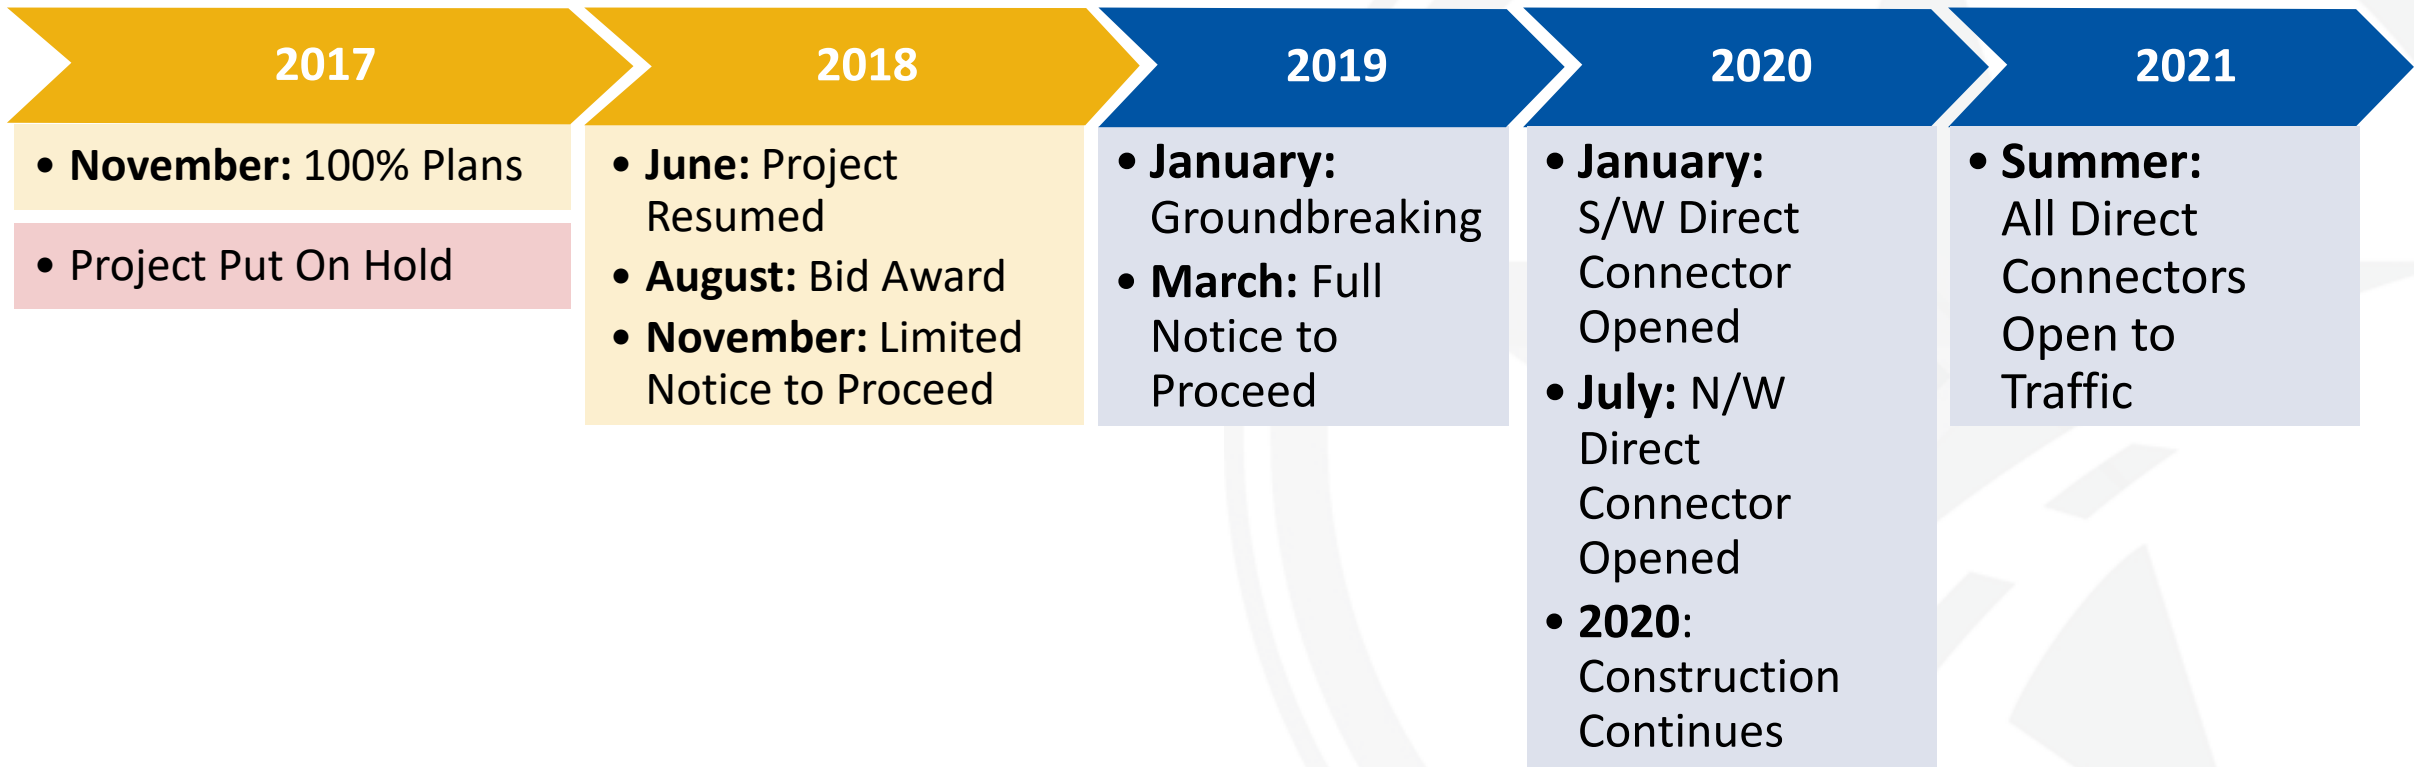 2017
• November: 100% Plans
• Project Put On Hold
2018
• June: Project
Resumed
• August: Bid Award
• November: Limited
Notice to Proceed
2019
• January:
Groundbreaking
• March: Full
Notice to
Proceed
2020
• January:
S/W Direct
Connector
Opened
• July: N/W
Direct
Connector
Opened
• 2020:
Construction
Continues
2021
• Summer:
All Direct
Connectors
Open to
Traffic